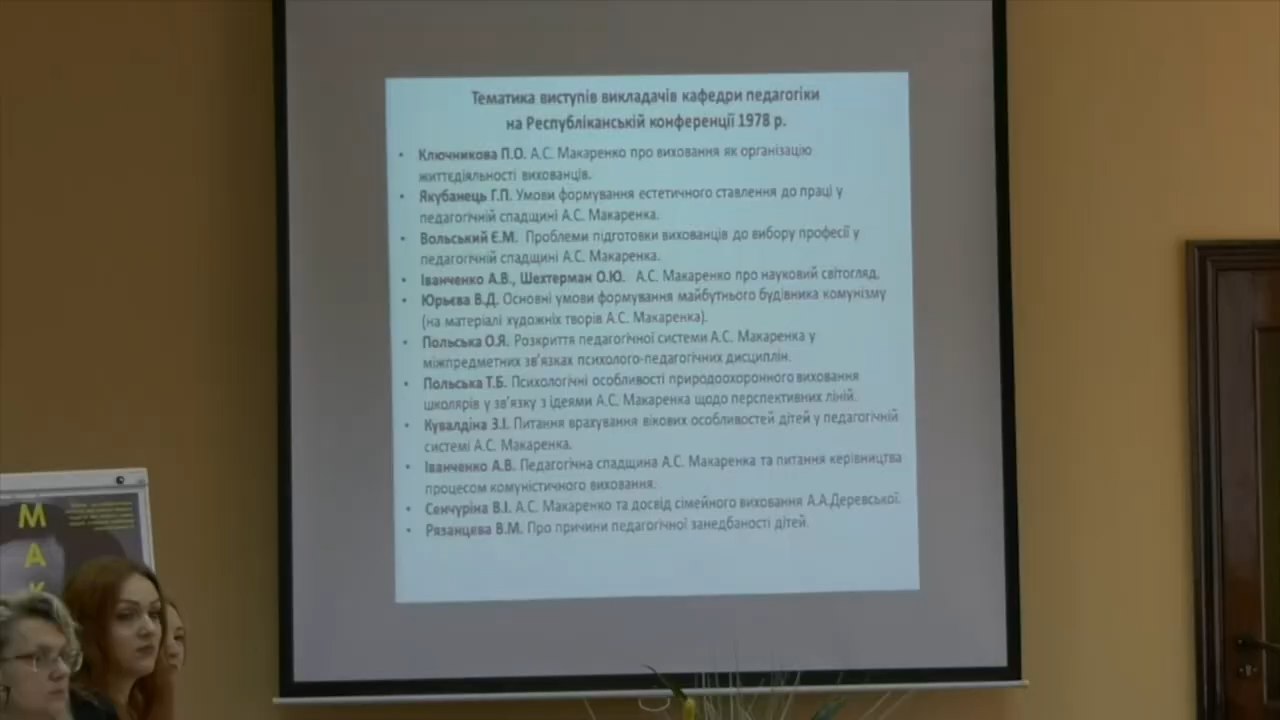 Тематика виступів викладачів кафедри педагогіки
на Республіканській конференції 1978 р.
• Ключникова П.О. А.С. Макаренко про виховання як організацію
життєдіяльності вихованців.
• Якубанець Г.П. Умови формування естетичного ставлення до праці у
педагогічній спадщині А.С. Макаренка.
• Вольський Є.М. Проблеми підготовки вихованців до вибору професії у
педагогічній спадщині А.С. Макаренка.
• Іванченко А.В., Шехтерман О.Ю. А.С. Макаренко про науковий світогляд.
• Юрьєва В.Д. Основні умови формування майбутнього будівника комунізму
(на матеріалі художніх творів А.С. Макаренка).
• Польська О.Я. Розкриття педагогічної системи А.С. Макаренка у
міжпредметних зв'язках психолого-педагогічних дисциплін.
• Польська Т.Б. Психологічні особливості природоохоронного виховання
школярів у зв'язку з ідеями А.С. Макаренка щодо перспективних ліній.
• Кувалдіна З.І. Питання врахування вікових особливостей дітей у педагогічній
системі А.С. Макаренка.
• Іванченко А.В. Педагогічна спадщина А.С. Макаренка та питання керівництва
процесом комуністичного виховання.
• Сенчуріна В.І. А.С. Макаренко та досвід сімейного виховання А.А.Деревської.
• Рязанцева В.М. Про причини педагогічної занедбаності дітей.
М
А
К